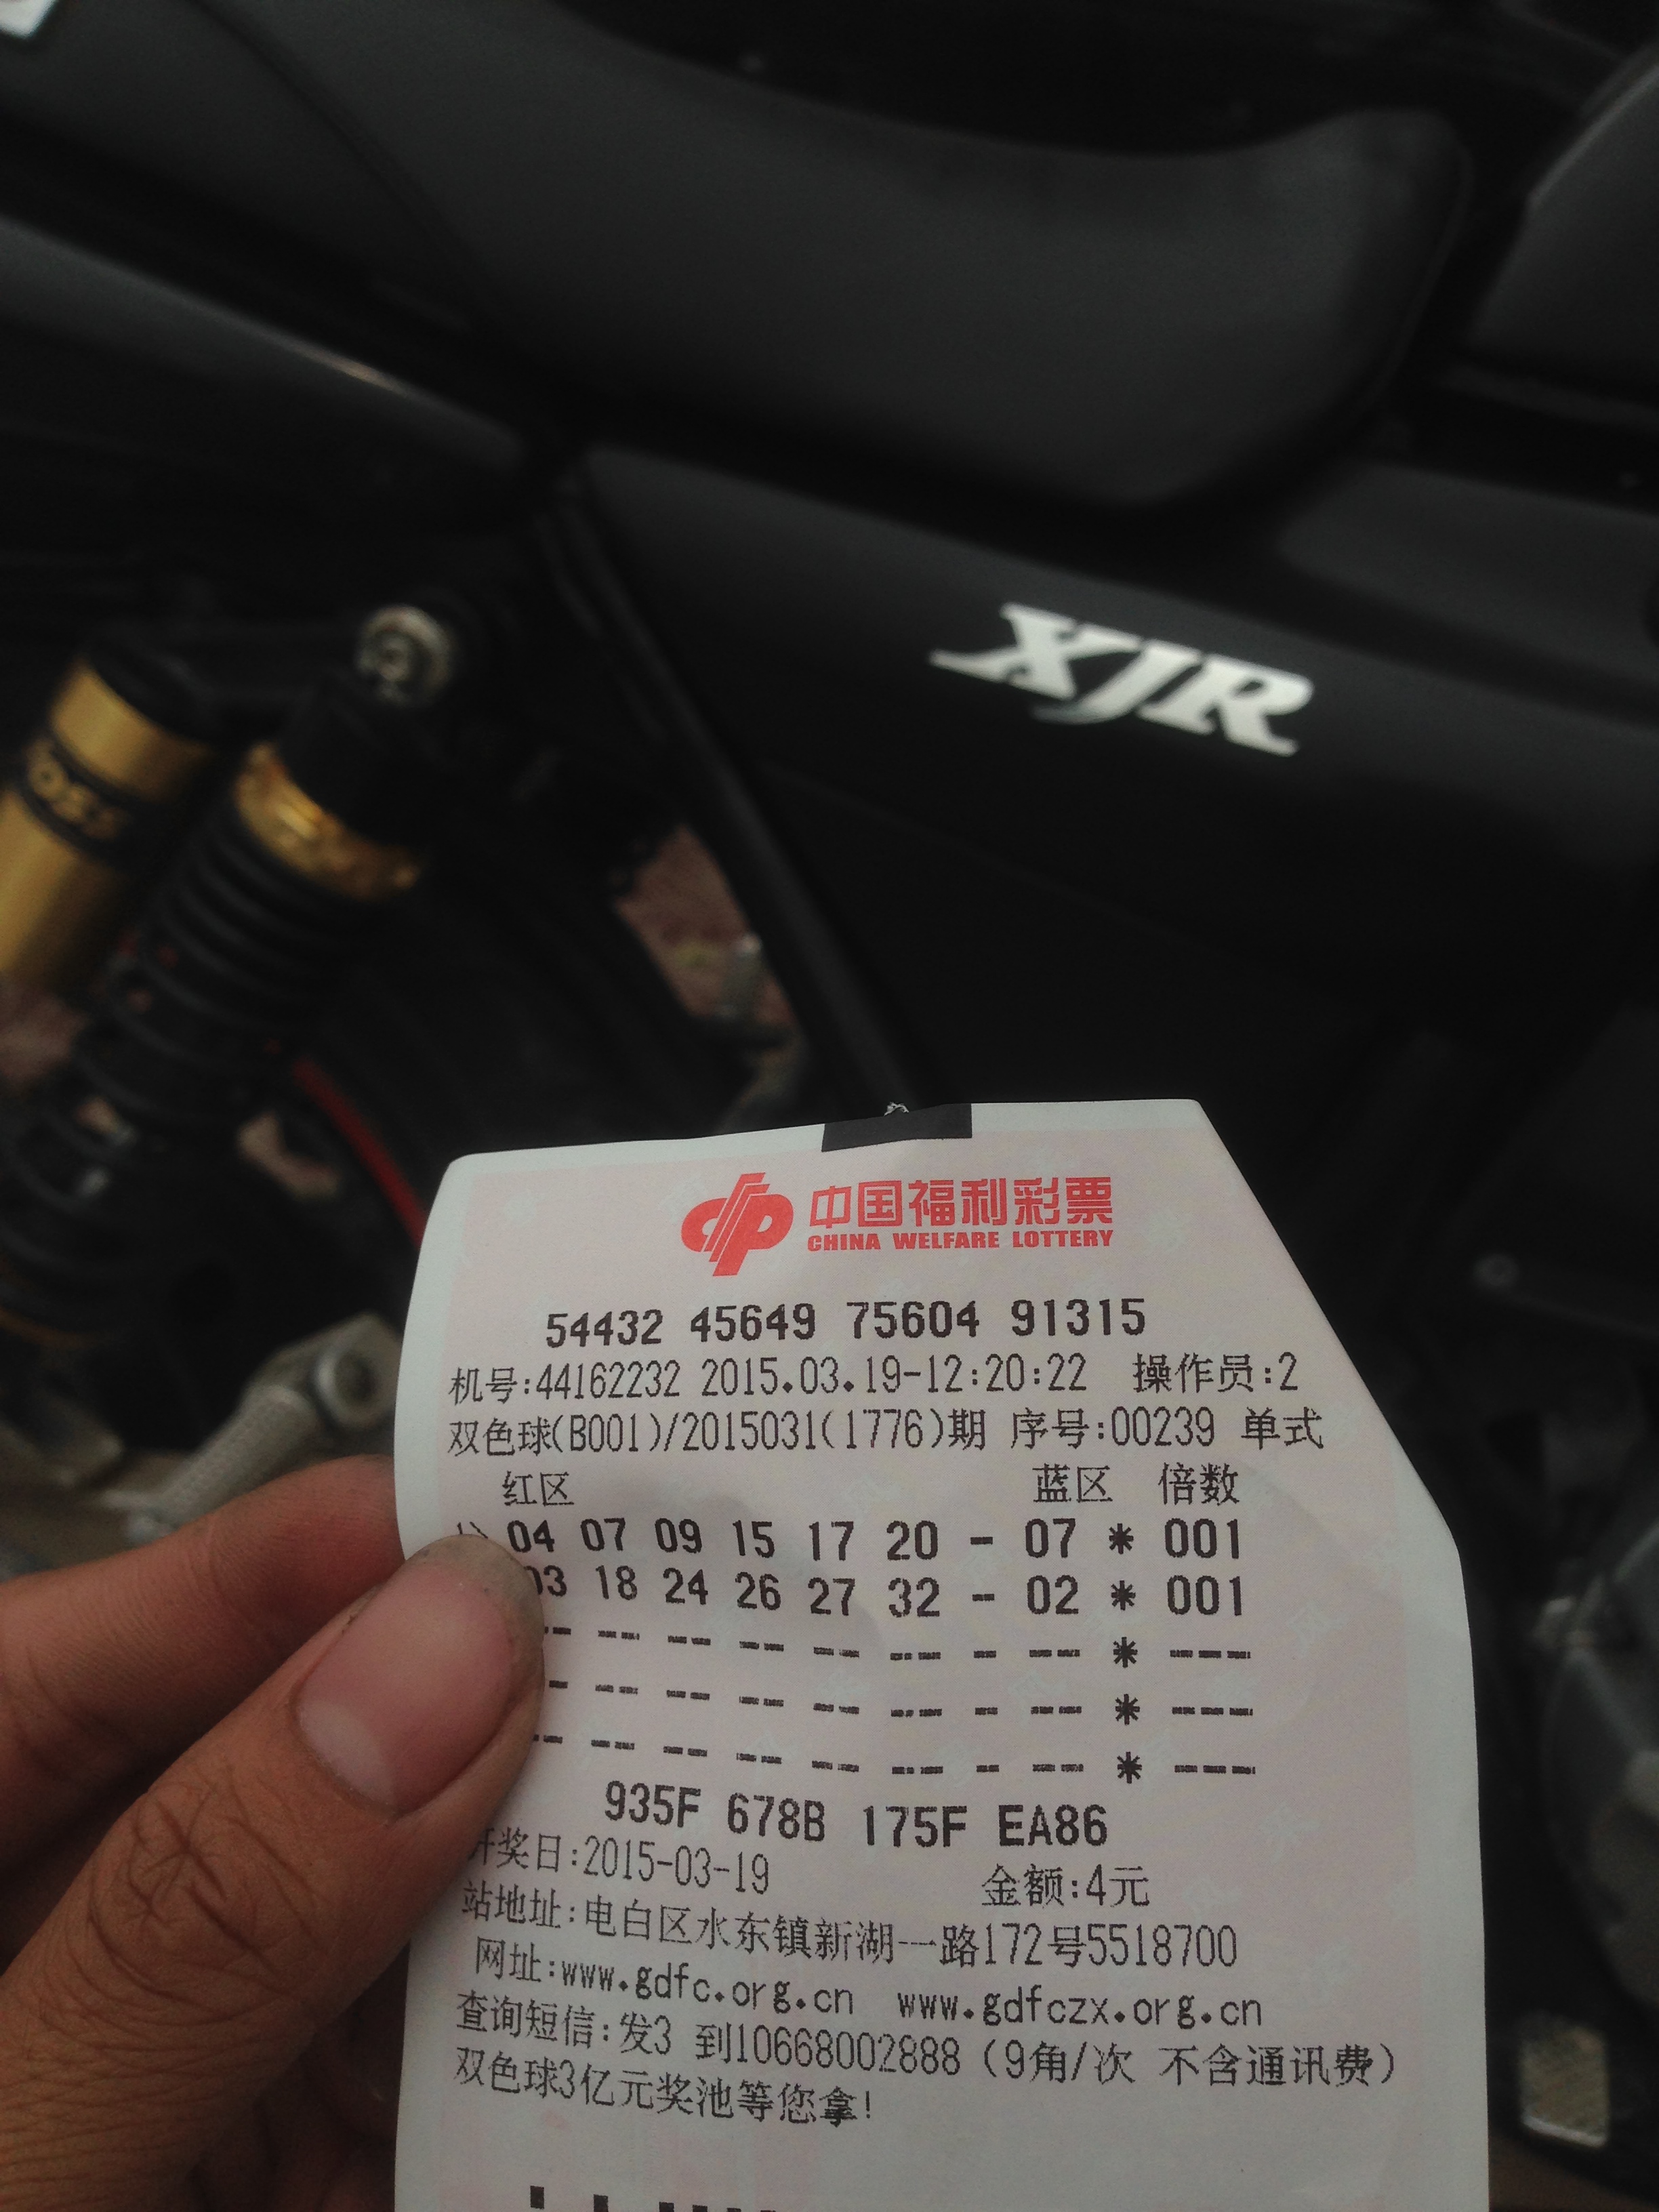 XJR
中国福利彩票
CHINA WELFARE LOTTERY
54432 45649 75604 91315
机号:44162232 2015.03.19-12:20:22 操作员:2
双色球(B001)/2015031(1776)期 序号:00239 单式
红区 蓝区 倍数
04 07 09 15 17 20 - 07 * 001
03 18 24 26 27 32 - 02 * 001
-- -- -- -- -- -- - -- * ---
-- -- -- -- -- -- - -- * ---
-- -- -- -- -- -- - -- * ---
935F 678B 175F EA86
开奖日:2015-03-19 金额:4元
站地址:电白区水东镇新湖一路172号5518700
网址:www.gdfc.org.cn www.gdfczx.org.cn
查询短信:发3 到10668002888(9角/次 不含通讯费)
双色球3亿元奖池等您拿!